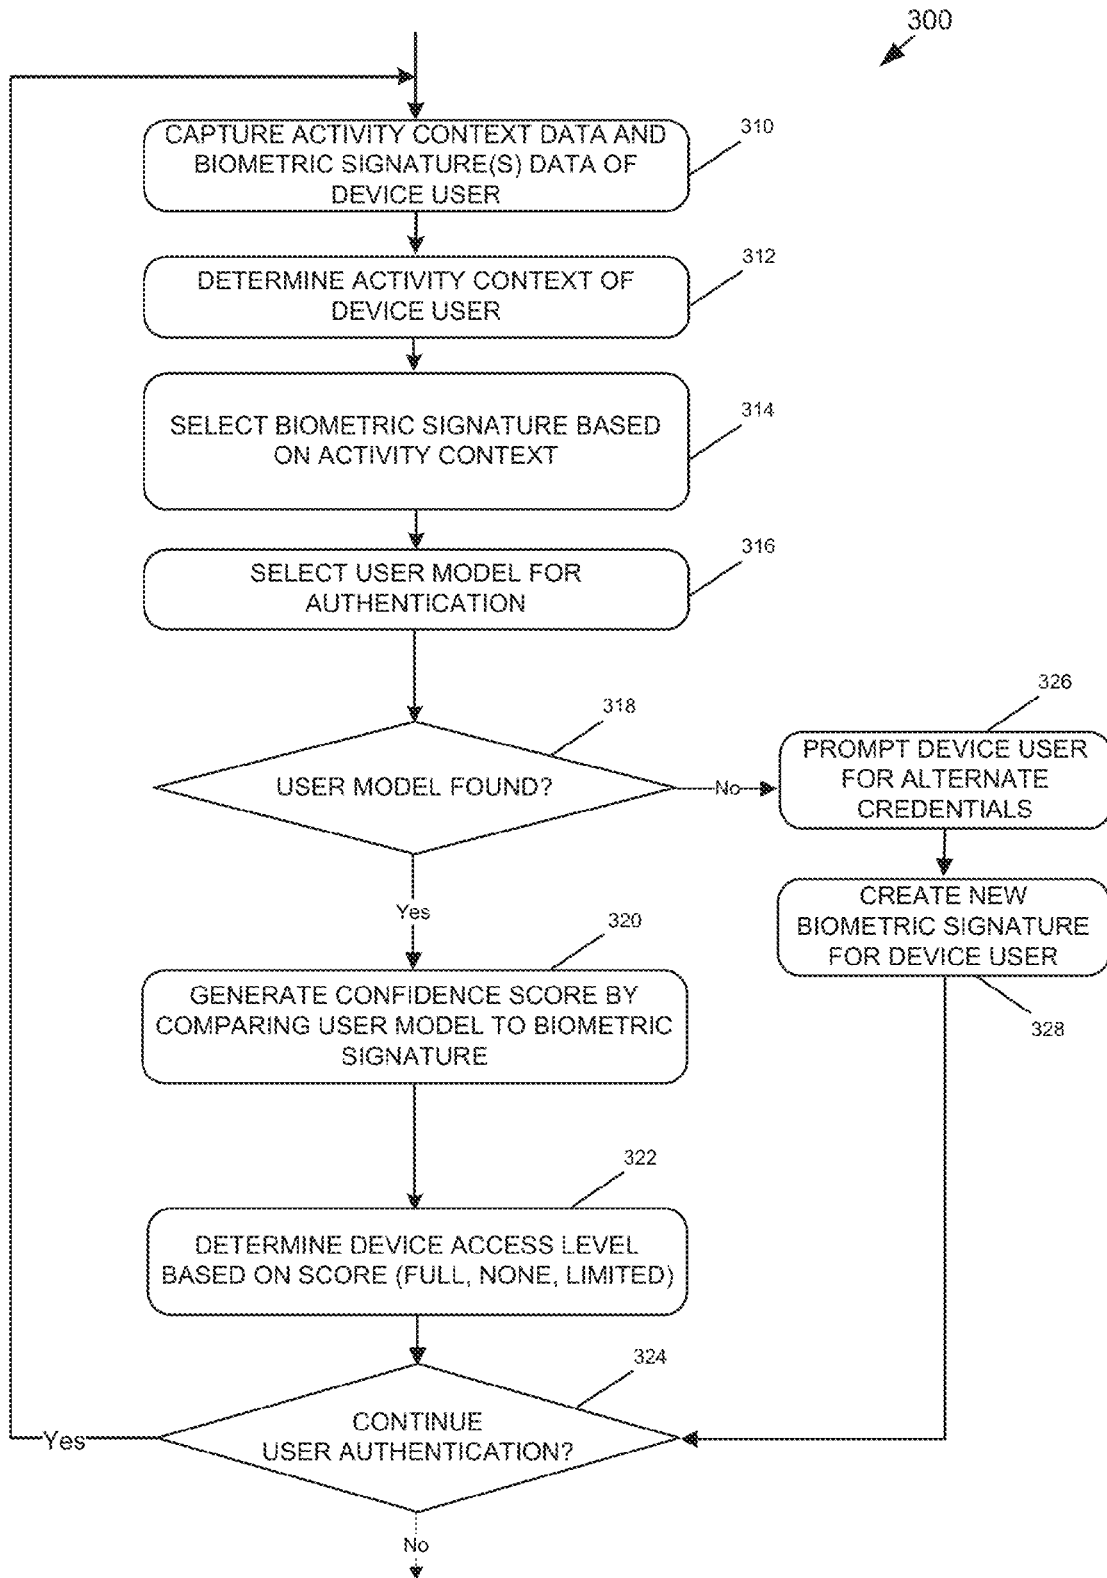 300
CAPTURE ACTIVITY CONTEXT DATA AND
BIOMETRIC SIGNATURE(S) DATA OF
DEVICE USER
310
DETERMINE ACTIVITY CONTEXT OF
DEVICE USER
312
SELECT BIOMETRIC SIGNATURE BASED
ON ACTIVITY CONTEXT
314
SELECT USER MODEL FOR
AUTHENTICATION
316
USER MODEL FOUND?
318
No
PROMPT DEVICE USER
FOR ALTERNATE
CREDENTIALS
326
CREATE NEW
BIOMETRIC SIGNATURE
FOR DEVICE USER
328
Yes
GENERATE CONFIDENCE SCORE BY
COMPARING USER MODEL TO BIOMETRIC
SIGNATURE
320
DETERMINE DEVICE ACCESS LEVEL
BASED ON SCORE (FULL, NONE, LIMITED)
322
CONTINUE
USER AUTHENTICATION?
324
Yes
No